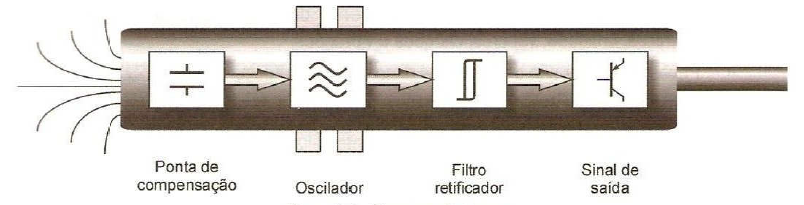 Ponta de
compensação
Oscilador
Filtro
retificador
Sinal de
saída